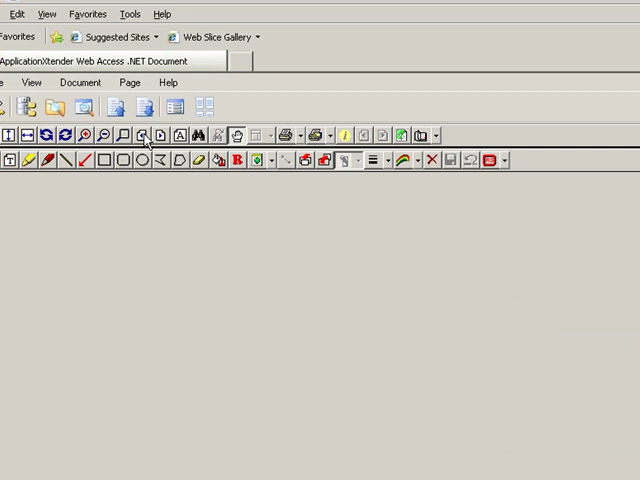 Edit View Favorites Tools Help
Favorites Suggested Sites Web Slice Gallery
ApplicationXtender Web Access .NET Document
View Document Page Help
A
T R